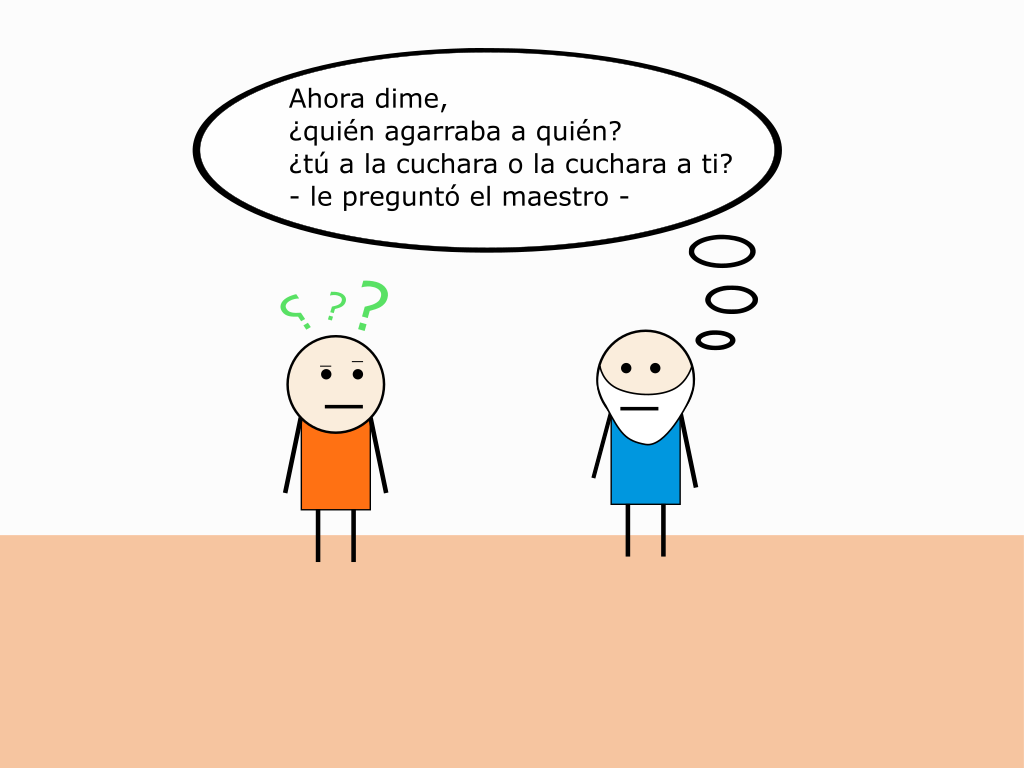 Ahora dime,
¿quién agarraba a quién?
¿tú a la cuchara o la cuchara a ti?
- le preguntó el maestro -
? ? ?